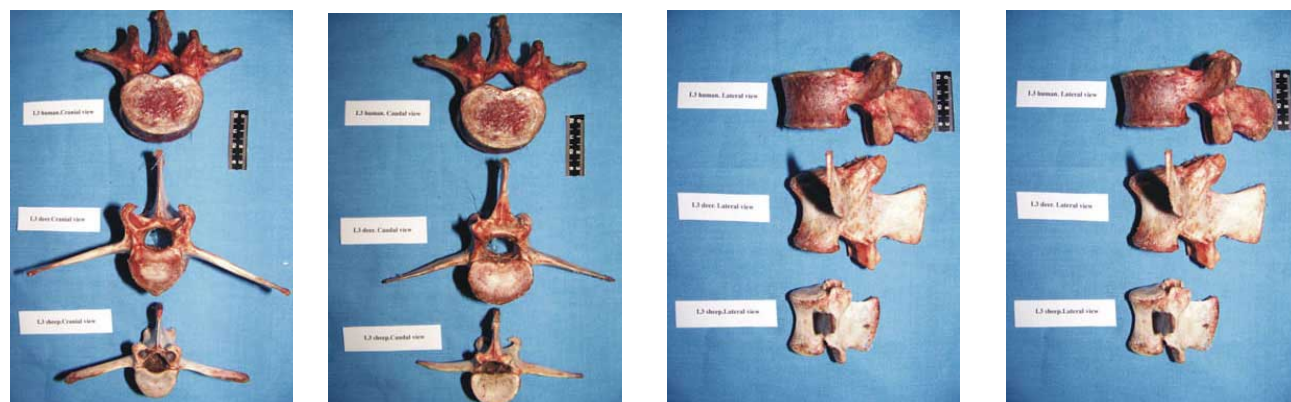 L3 human.Cranial view
L3 deer.Cranial view
L3 sheep.Cranial view
L3 human. Caudal view
L3 deer. Caudal view
L3 sheep.Caudal view
L3 human. Lateral view
L3 deer. Lateral view
L3 sheep.Lateral view
L3 human. Lateral view
L3 deer. Lateral view
L3 sheep.Lateral view